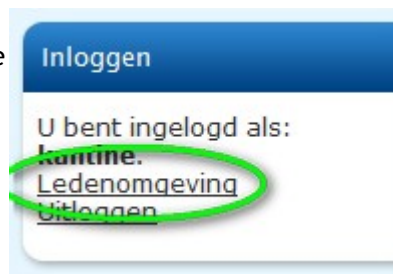 e
Inloggen
U bent ingelogd als:
kantine.
Ledenomgeving
Uitloggen